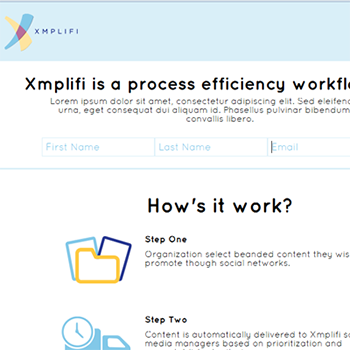 XMPLIFI
Xmplifi is a process efficiency
Lorem ipsum dolor sit amet, consectetur adipiscing elit. Sed
urna, eget consequat dui aliquam id. Phasellus pulvinar bibendum
convallis libero.
First Name Last Name Email
How's it work?
Step One
Organization select beanded content they
promote though social networks.
Step Two
Content is automatically delivered to Xmplifi
media managers based on prioritization and